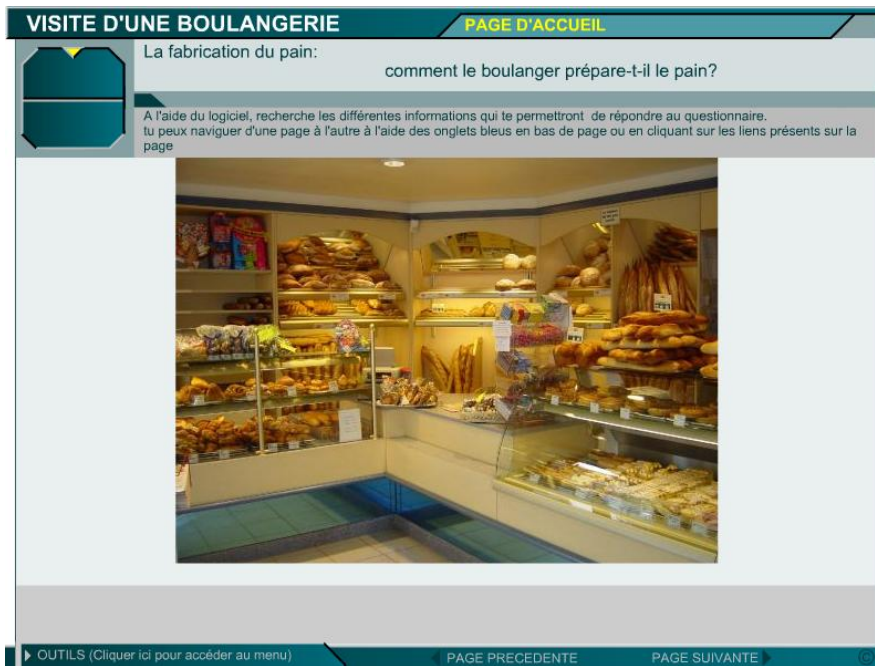 VISITE D'UNE BOULANGERIE
PAGE D'ACCUEIL
La fabrication du pain:
comment le boulanger prépare-t-il le pain?
A l'aide du logiciel, recherche les différentes informations qui te permettront de répondre au questionnaire.
tu peux naviguer d'une page à l'autre à l'aide des onglets bleus en bas de page ou en cliquant sur les liens présents sur la
page
OUTILS (Cliquer ici pour accéder au menu)
PAGE PRECEDENTE
PAGE SUIVANTE